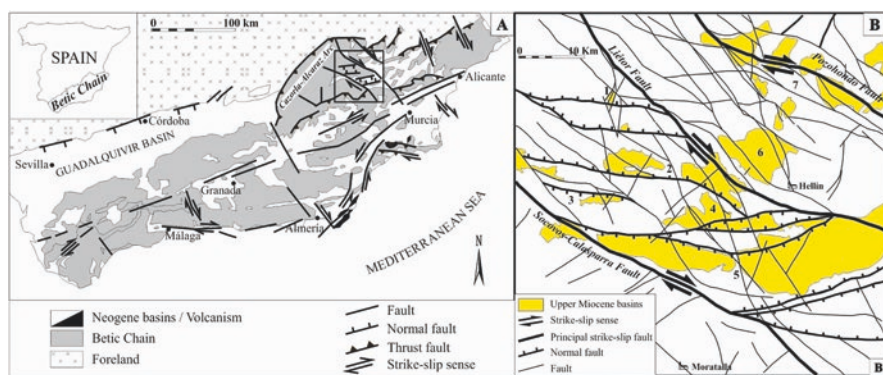 SPAIN
Betic Chain
0 100 km
A
Cazorla-Alcaraz Arc
Alicante
Murcia
Córdoba
GUADALQUIVIR BASIN
Sevilla
Granada
Málaga
Almería
MEDITERRANEAN SEA
N
Neogene basins / Volcanism
Betic Chain
Foreland
Fault
Normal fault
Thrust fault
Strike-slip sense
B
0 10 Km
Liétor Fault
Pozohondo Fault
1
7
6
2
Hellín
3
4
Socovos-Calasparra Fault
5
Upper Miocene basins
Strike-slip sense
Principal strike-slip fault
Normal fault
Fault
Moratalla
B